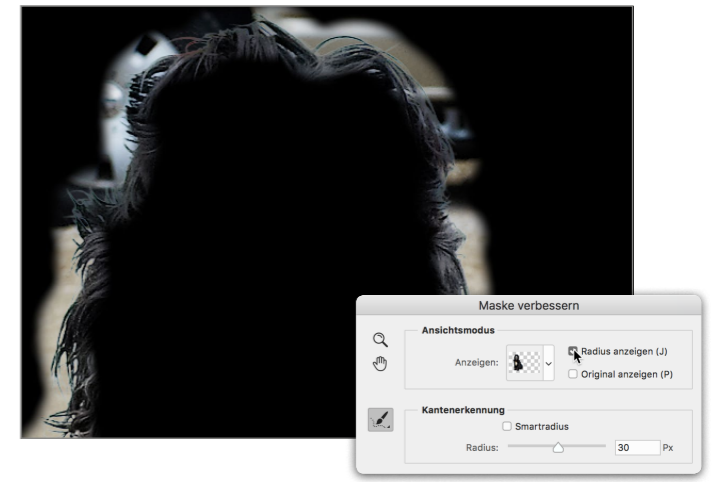 Maske verbessern
Ansichtsmodus
Anzeigen:
Radius anzeigen (J)
Original anzeigen (P)
Kantenerkennung
Smartradius
Radius: 30 Px